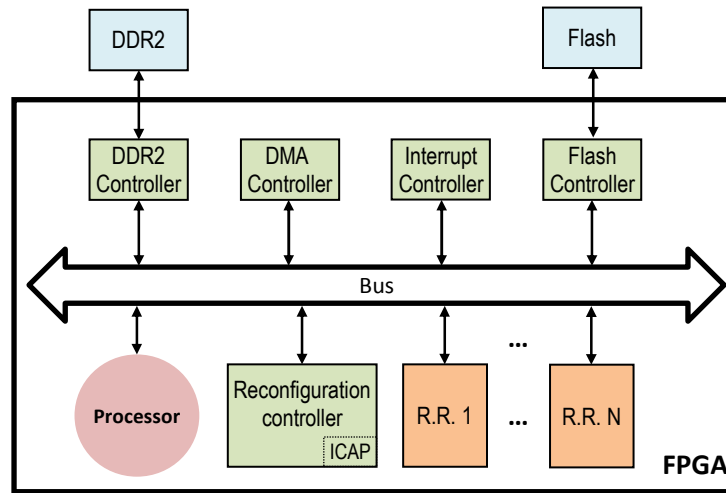 DDR2
Flash
DDR2
Controller
DMA
Controller
Interrupt
Controller
Flash
Controller
Bus
Processor
Reconfiguration
controller
ICAP
R.R. 1
...
...
R.R. N
FPGA